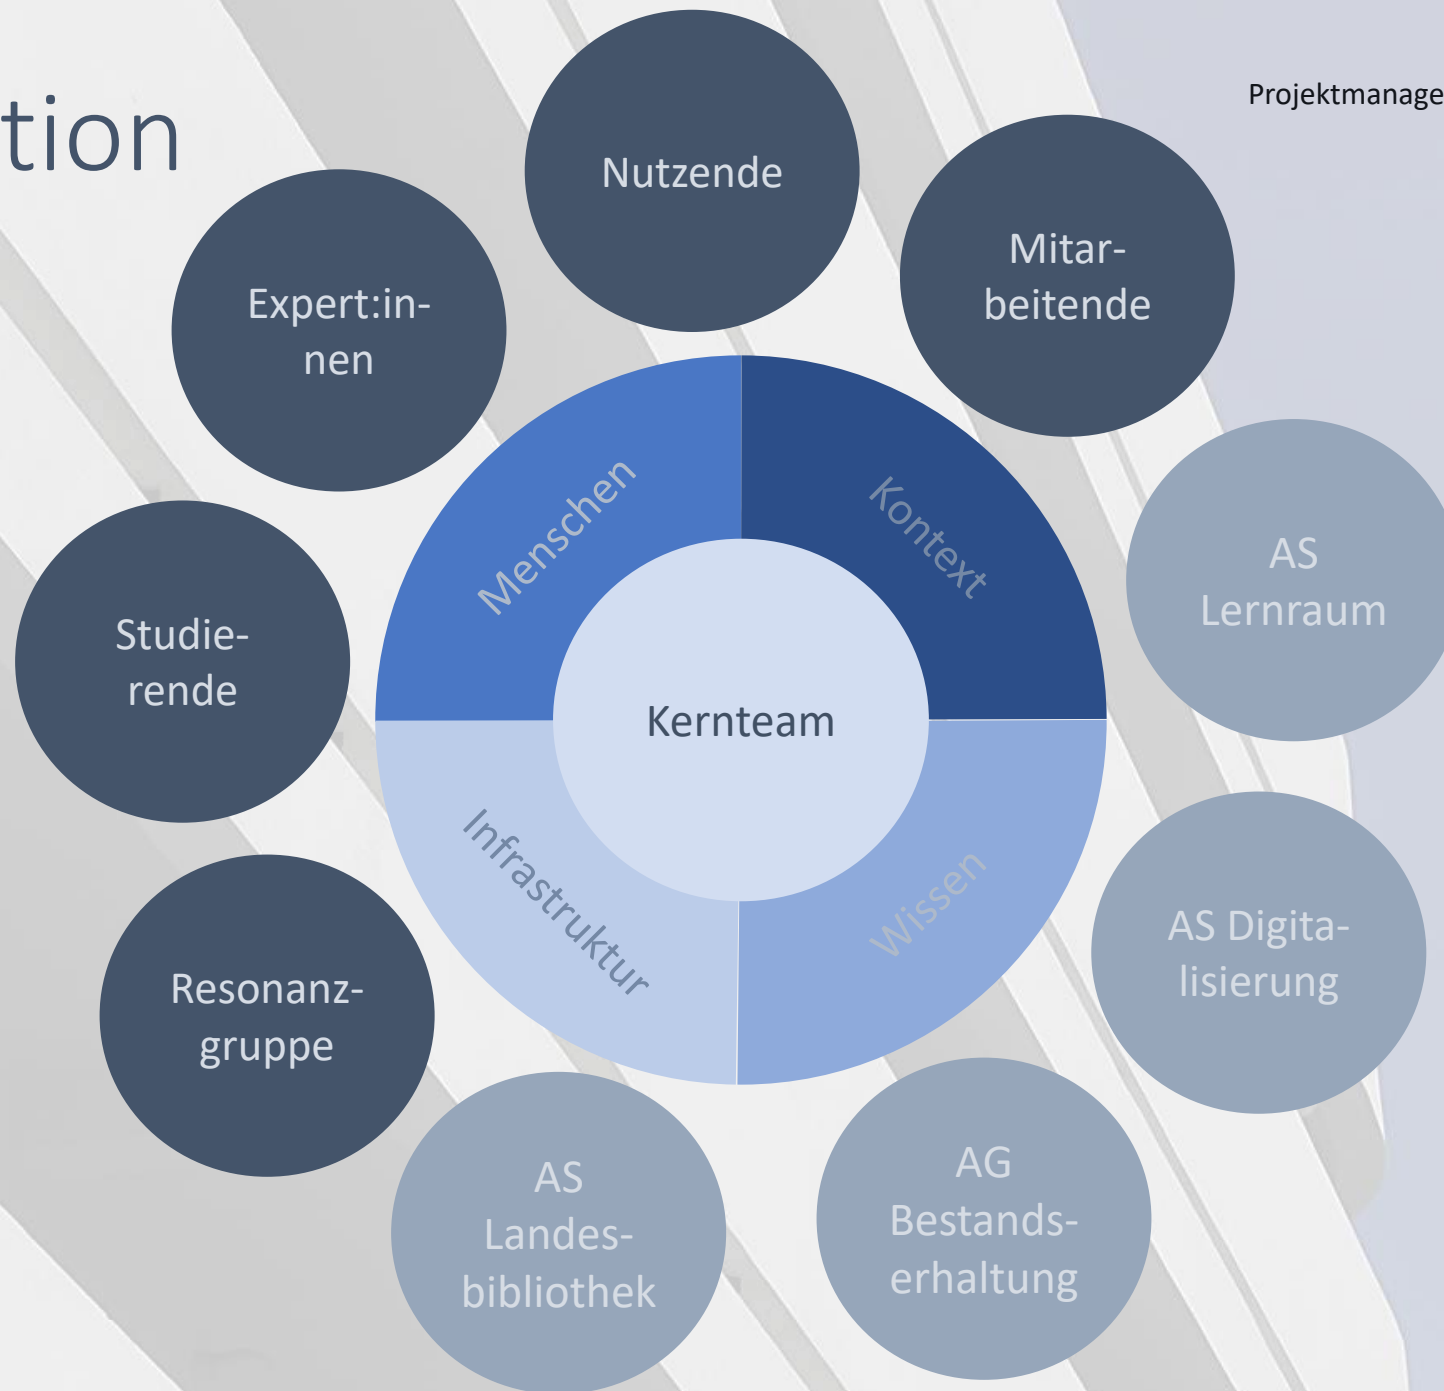 tion
Projektmanage
Nutzende
Mitar-
beitende
Expert:in-
nen
Menschen
Kontext
AS
Lernraum
Studie-
rende
Kernteam
Infrastruktur
Wissen
AS Digita-
lisierung
Resonanz-
gruppe
AS
Landes-
bibliothek
AG
Bestands-
erhaltung